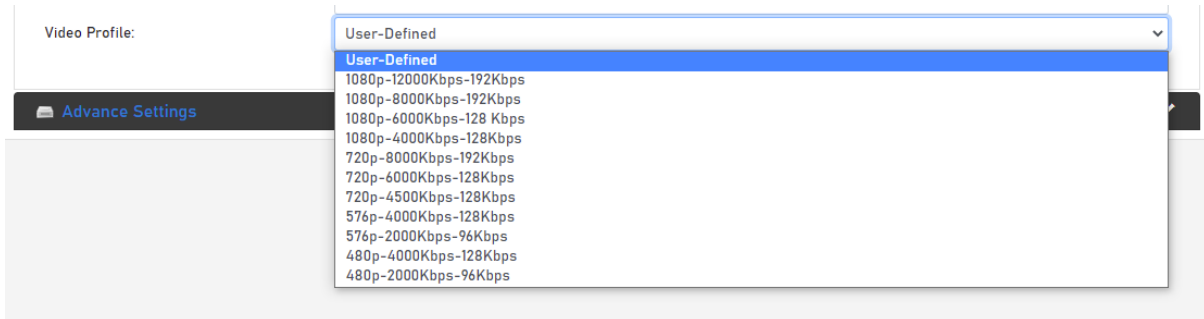 Video Profile:
User-Defined
User-Defined
1080p-12000Kbps-192Kbps
1080p-8000Kbps-192Kbps
1080p-6000Kbps-128 Kbps
1080p-4000Kbps-128Kbps
720p-8000Kbps-192Kbps
720p-6000Kbps-128Kbps
720p-4500Kbps-128Kbps
576p-4000Kbps-128Kbps
576p-2000Kbps-96Kbps
480p-4000Kbps-128Kbps
480p-2000Kbps-96Kbps
Advance Settings